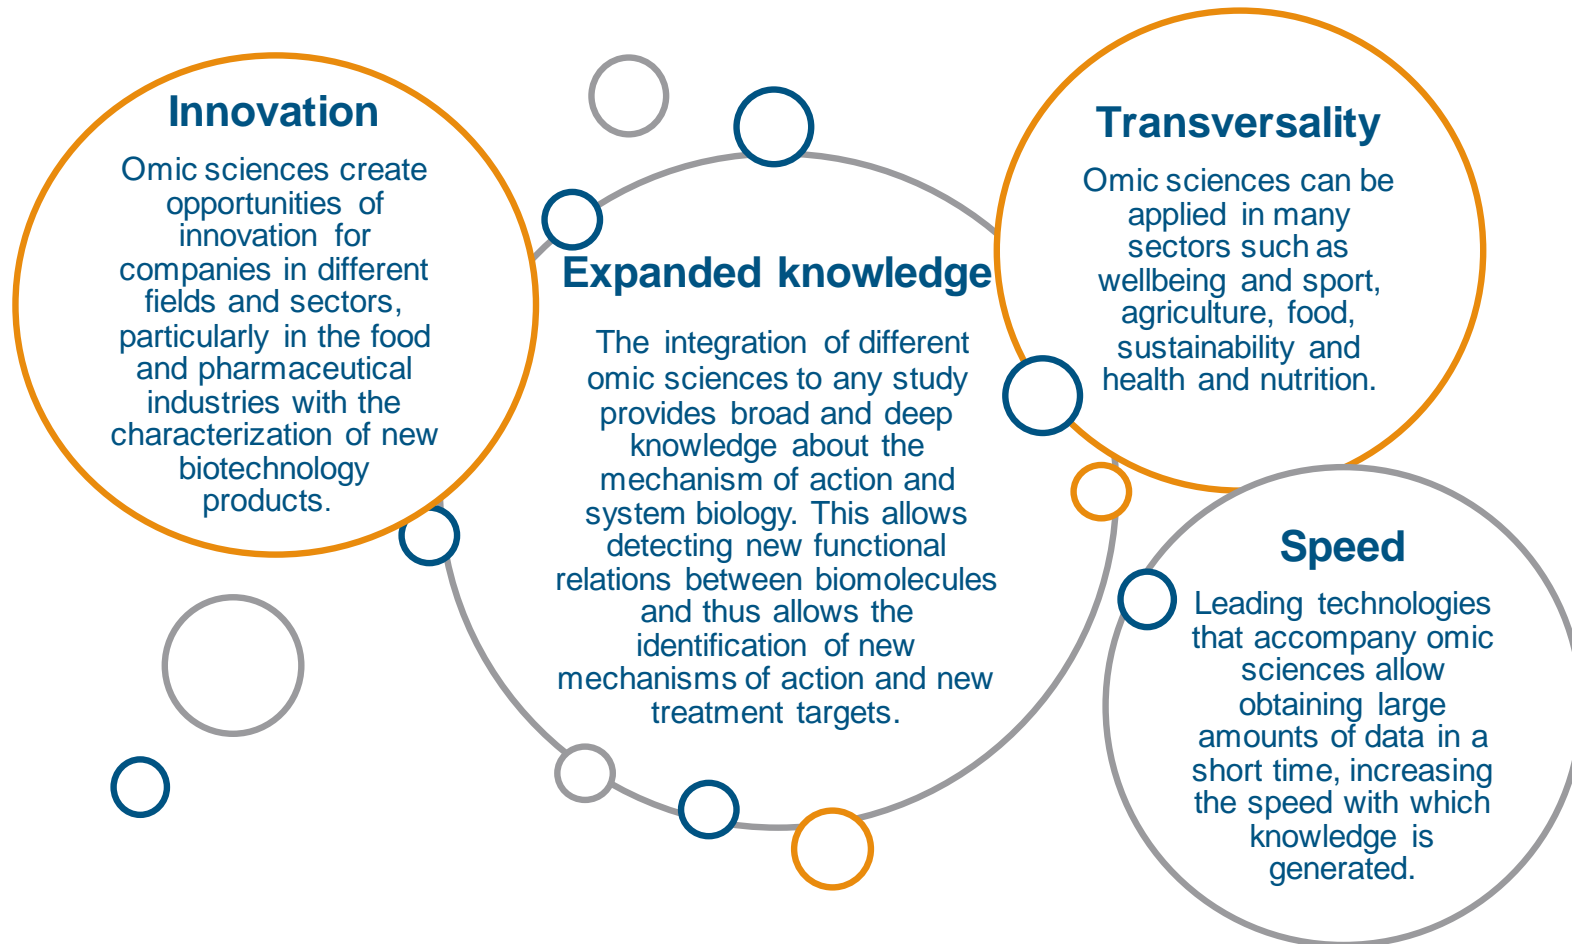 Innovation
Omic sciences create
opportunities of
innovation for
companies in different
fields and sectors,
particularly in the food
and pharmaceutical
industries with the
characterization of new
biotechnology
products.
Expanded knowledge
The integration of different
omic sciences to any study
provides broad and deep
knowledge about the
mechanism of action and
system biology. This allows
detecting new functional
relations between biomolecules
and thus allows the
identification of new
mechanisms of action and new
treatment targets.
Transversality
Omic sciences can be
applied in many
sectors such as
wellbeing and sport,
agriculture, food,
sustainability and
health and nutrition.
Speed
Leading technologies
that accompany omic
sciences allow
obtaining large
amounts of data in a
short time, increasing
the speed with which
knowledge is
generated.